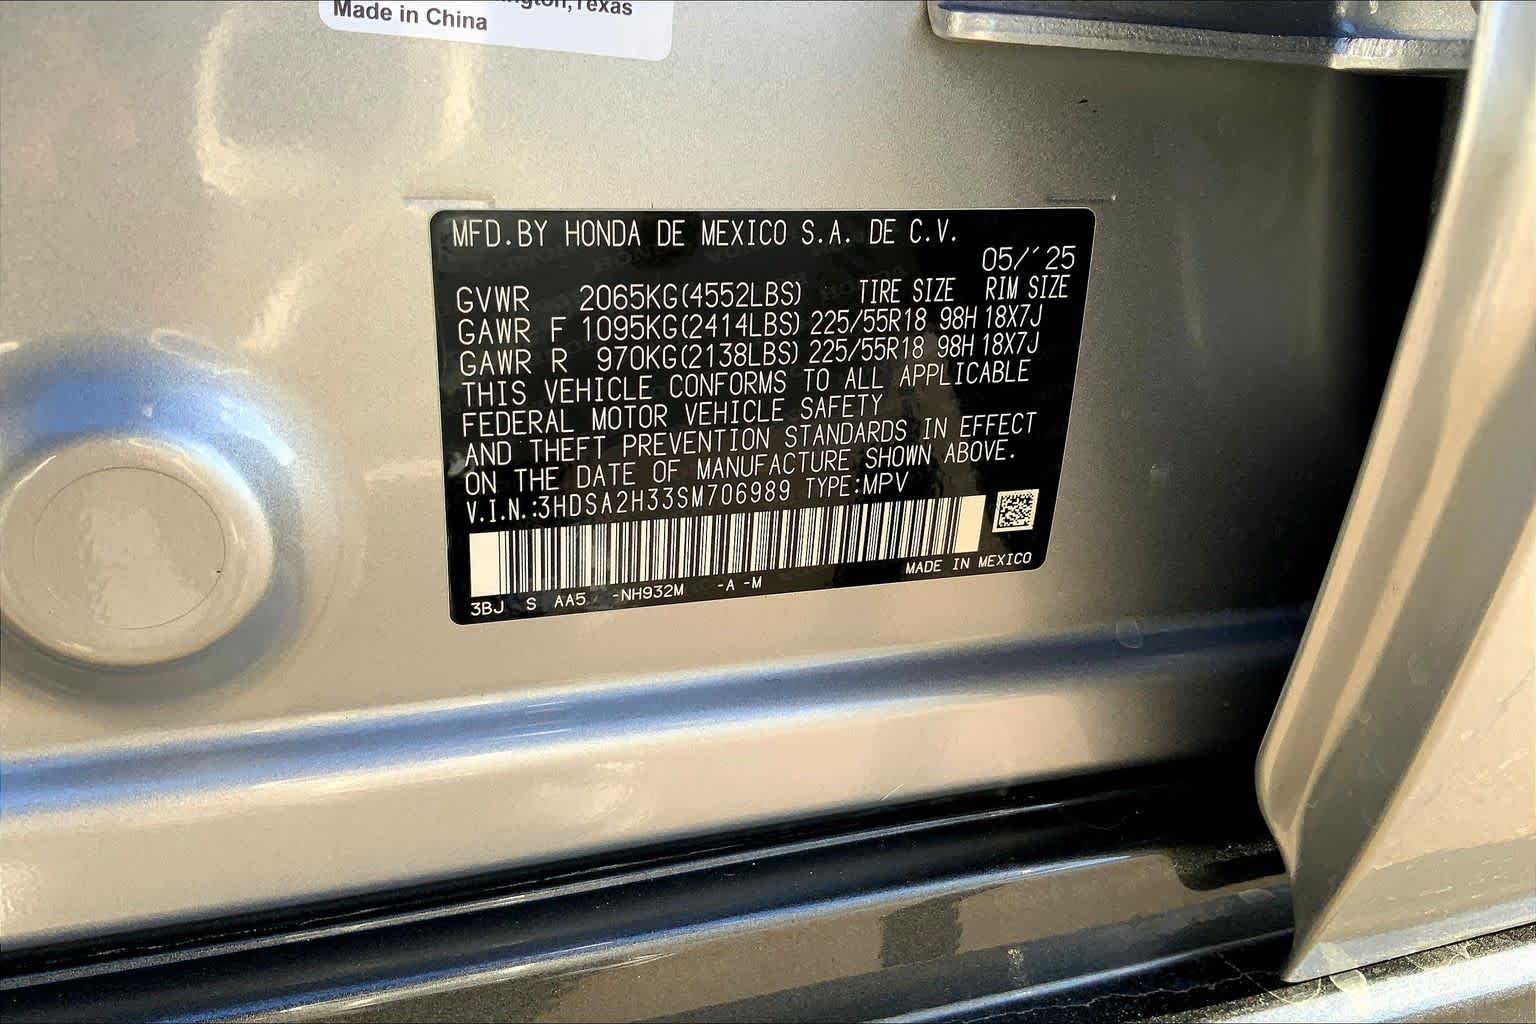 ngton,Texas
Made in China
MFD.BY HONDA DE MEXICO S.A. DE C.V.
05/´25
GVWR 2065KG(4552LBS) TIRE SIZE RIM SIZE
GAWR F 1095KG(2414LBS) 225/55R18 98H 18X7J
GAWR R 970KG(2138LBS) 225/55R18 98H 18X7J
THIS VEHICLE CONFORMS TO ALL APPLICABLE
FEDERAL MOTOR VEHICLE SAFETY
AND THEFT PREVENTION STANDARDS IN EFFECT
ON THE DATE OF MANUFACTURE SHOWN ABOVE.
V.I.N.:3HDSA2H33SM706989 TYPE:MPV
MADE IN MEXICO
3BJ S AA5 -NH932M -A -M